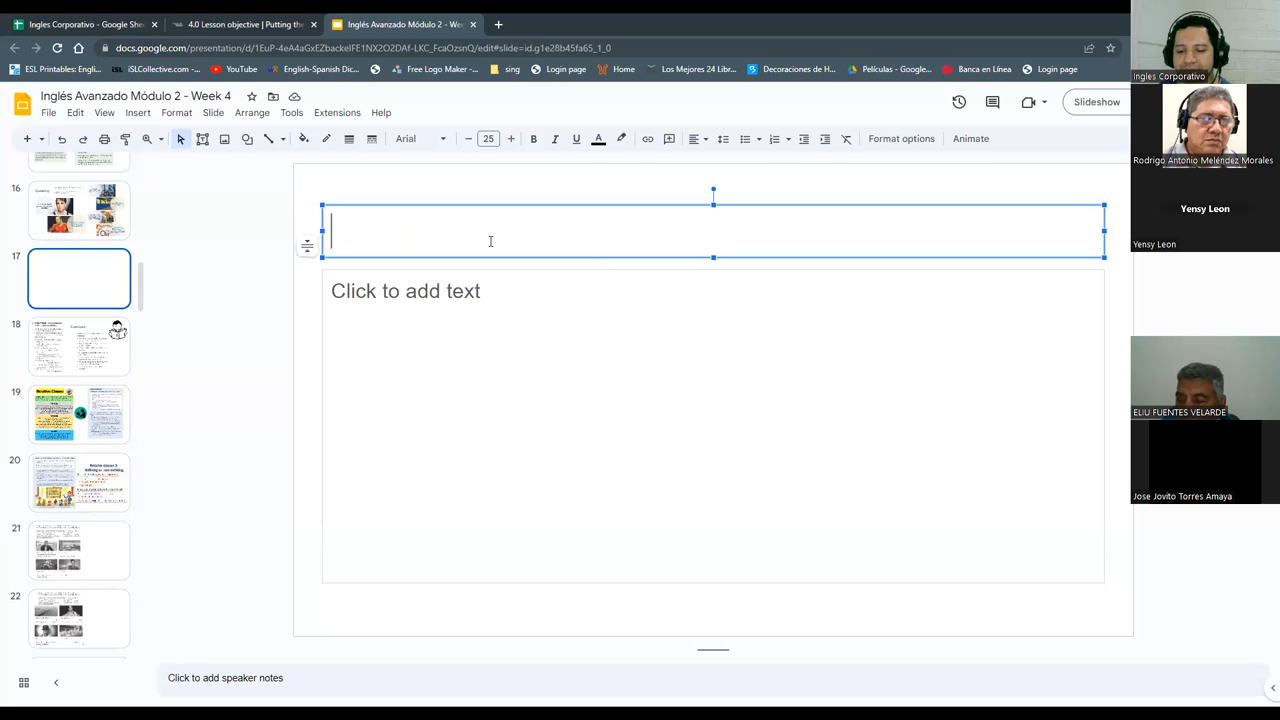 Ingles Corporativo - Google She
4.0 Lesson objective | Putting the
Inglés Avanzado Módulo 2 - We
docs.google.com/presentation/d/1EuP-4eA4aGxEZbackeIFE1NX2O2DAf-LKC_FcaOzsnQ/edit#slide=id.g1e28b45fa65_1_0
ESL Printables: Engli...
iSLCollective.com -...
YouTube
English-Spanish Dic...
Free Logo Maker -...
Login page
Home
Los Mejores 24 Libr...
Decoraciones de H...
Películas - Google...
Banca en Línea
Login page
Inglés Avanzado Módulo 2 - Week 4
File Edit View Insert Format Slide Arrange Tools Extensions Help
Slideshow
Arial
25
B I U A
Format options
Animate
16
Speaking
17
18
19
Relative Clauses
20
21
22
Click to add text
Click to add speaker notes
Ingles Corporativo
Rodrigo Antonio Meléndez Morales
Yensy Leon
Yensy Leon
ELIU FUENTES VELARDE
Jose Jovito Torres Amaya